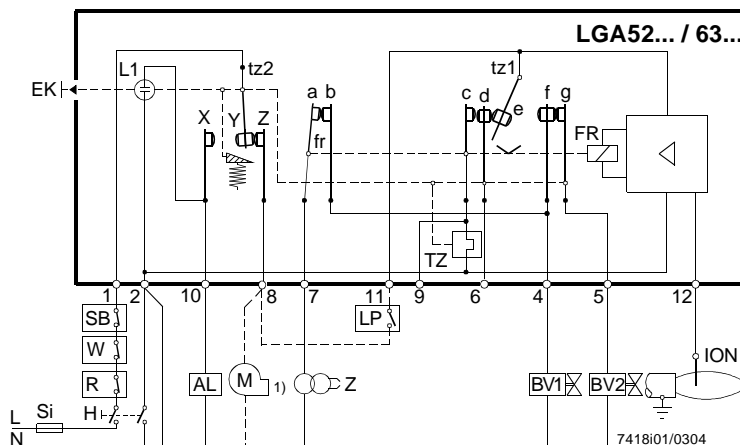 LGA52... / 63...
EK
L1
tz2
tz1
X
Y
Z
a
b
fr
c
d
e
f
g
FR
TZ
1
2
10
8
7
11
9
6
4
5
12
SB
W
R
H
L
N
Si
AL
M
1)
Z
LP
BV1
BV2
ION
7418i01/0304